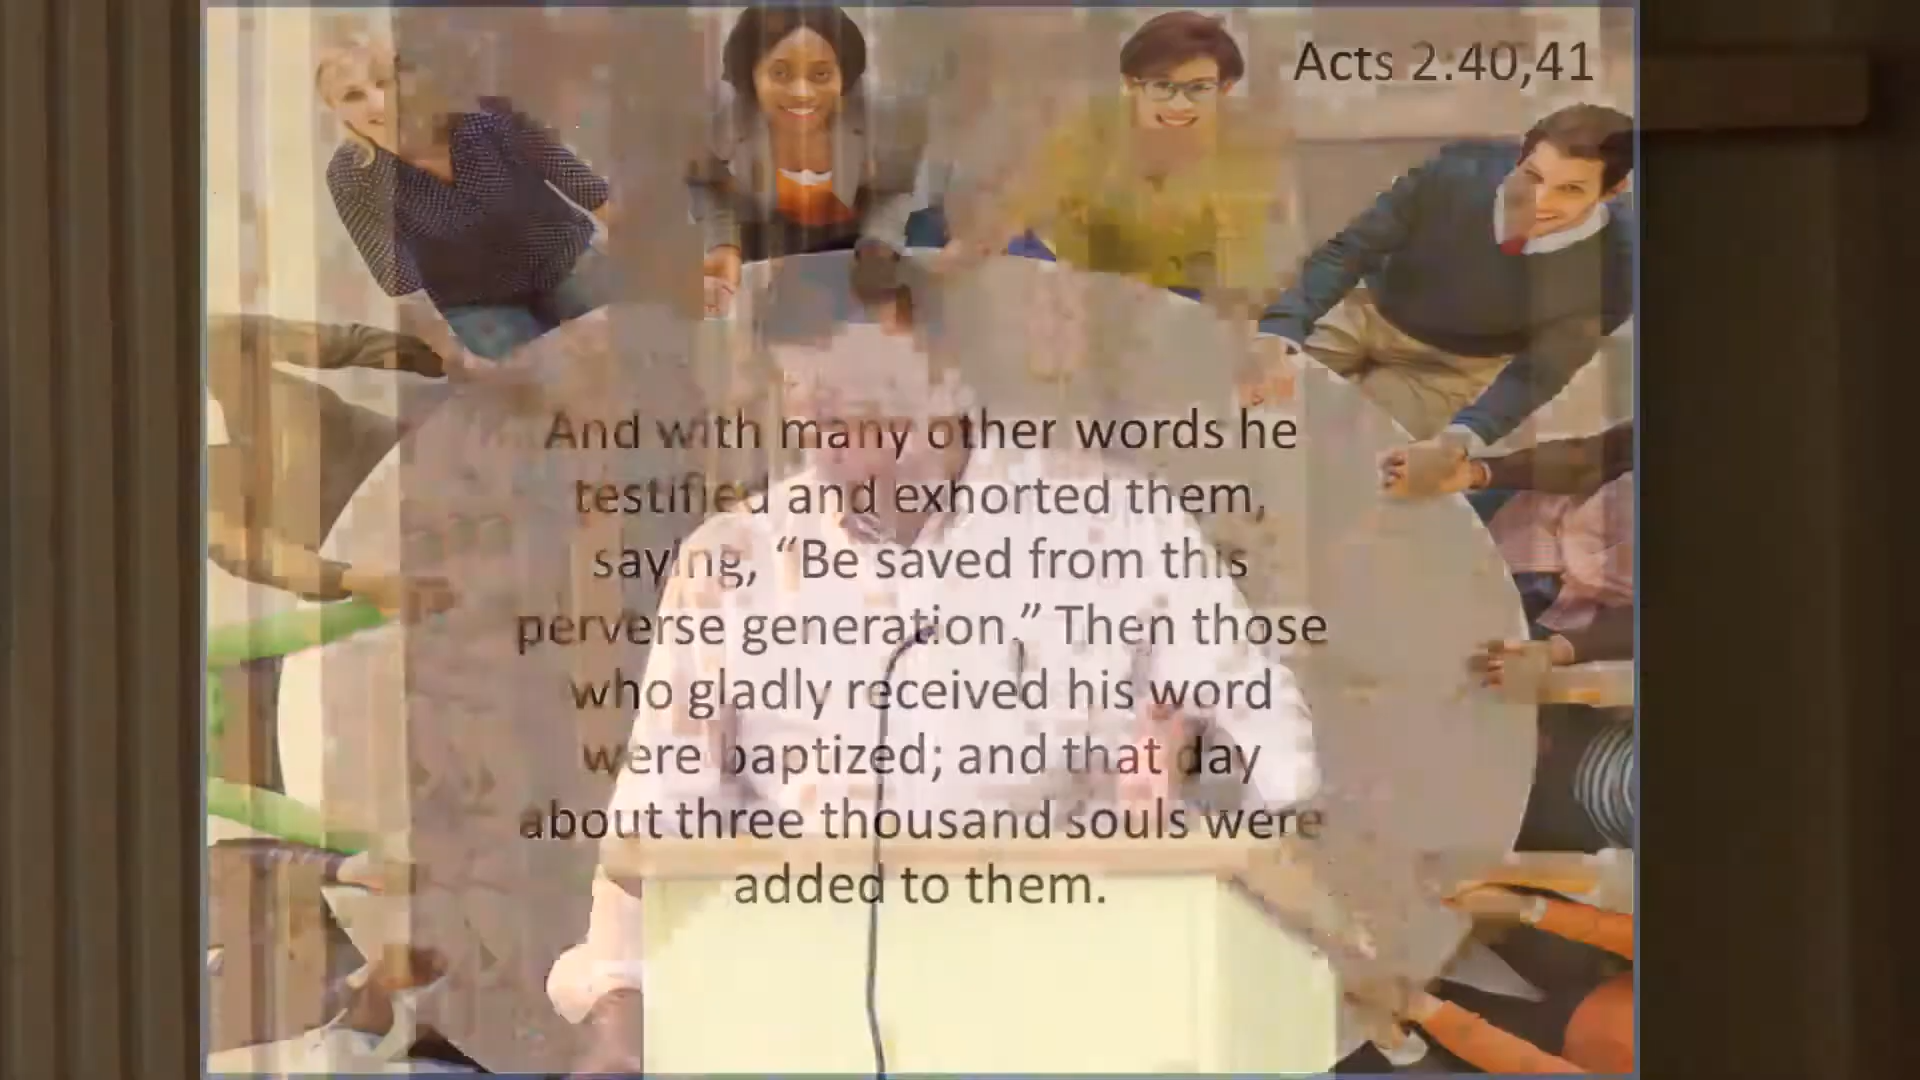 Acts 2:40,41
And with many other words he
testified and exhorted them,
saying, “Be saved from this
perverse generation.” Then those
who gladly received his word
were baptized; and that day
about three thousand souls were
added to them.